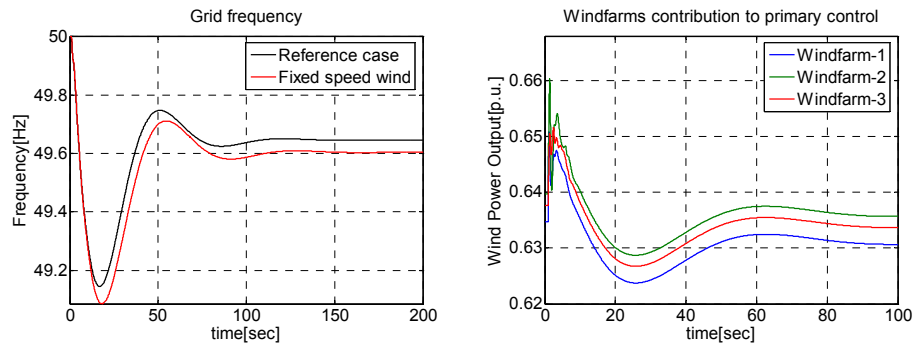 Grid frequency
50
49.8
49.6
49.4
49.2
Frequency[Hz]
0
50
100
150
200
time[sec]
Reference case
Fixed speed wind
Windfarms contribution to primary control
0.66
0.65
0.64
0.63
0.62
Wind Power Output[p.u.]
0
20
40
60
80
100
time[sec]
Windfarm-1
Windfarm-2
Windfarm-3